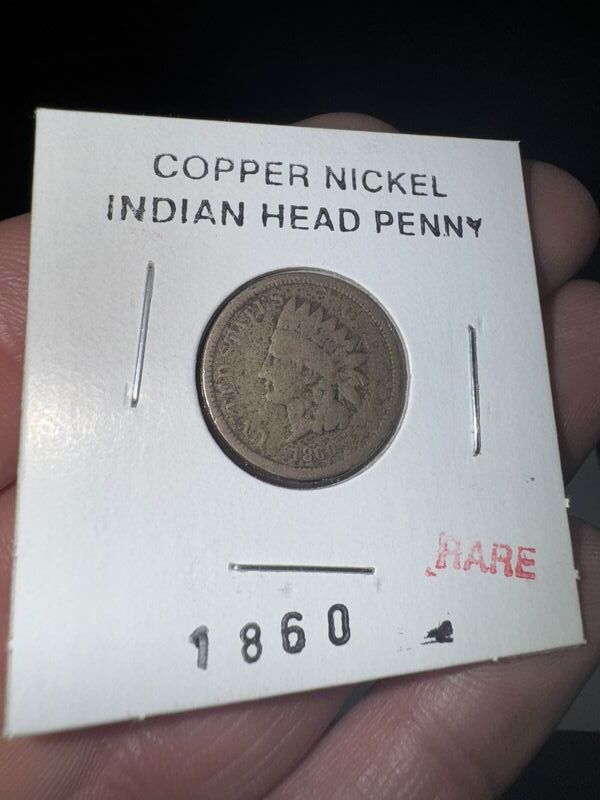 COPPER NICKEL
INDIAN HEAD PENNY
RARE
1860